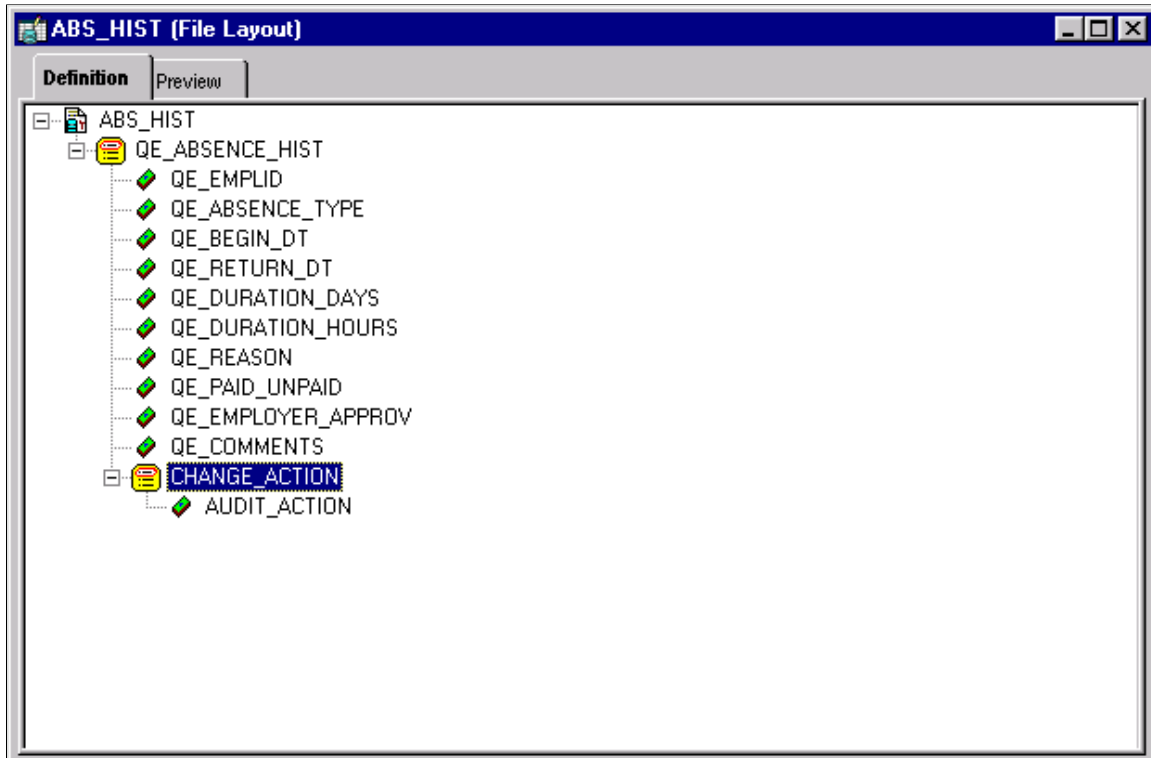 ABS_HIST (File Layout)
Definition Preview
ABS_HIST
QE_ABSENCE_HIST
QE_EMPLID
QE_ABSENCE_TYPE
QE_BEGIN_DT
QE_RETURN_DT
QE_DURATION_DAYS
QE_DURATION_HOURS
QE_REASON
QE_PAID_UNPAID
QE_EMPLOYER_APPROV
QE_COMMENTS
CHANGE_ACTION
AUDIT_ACTION